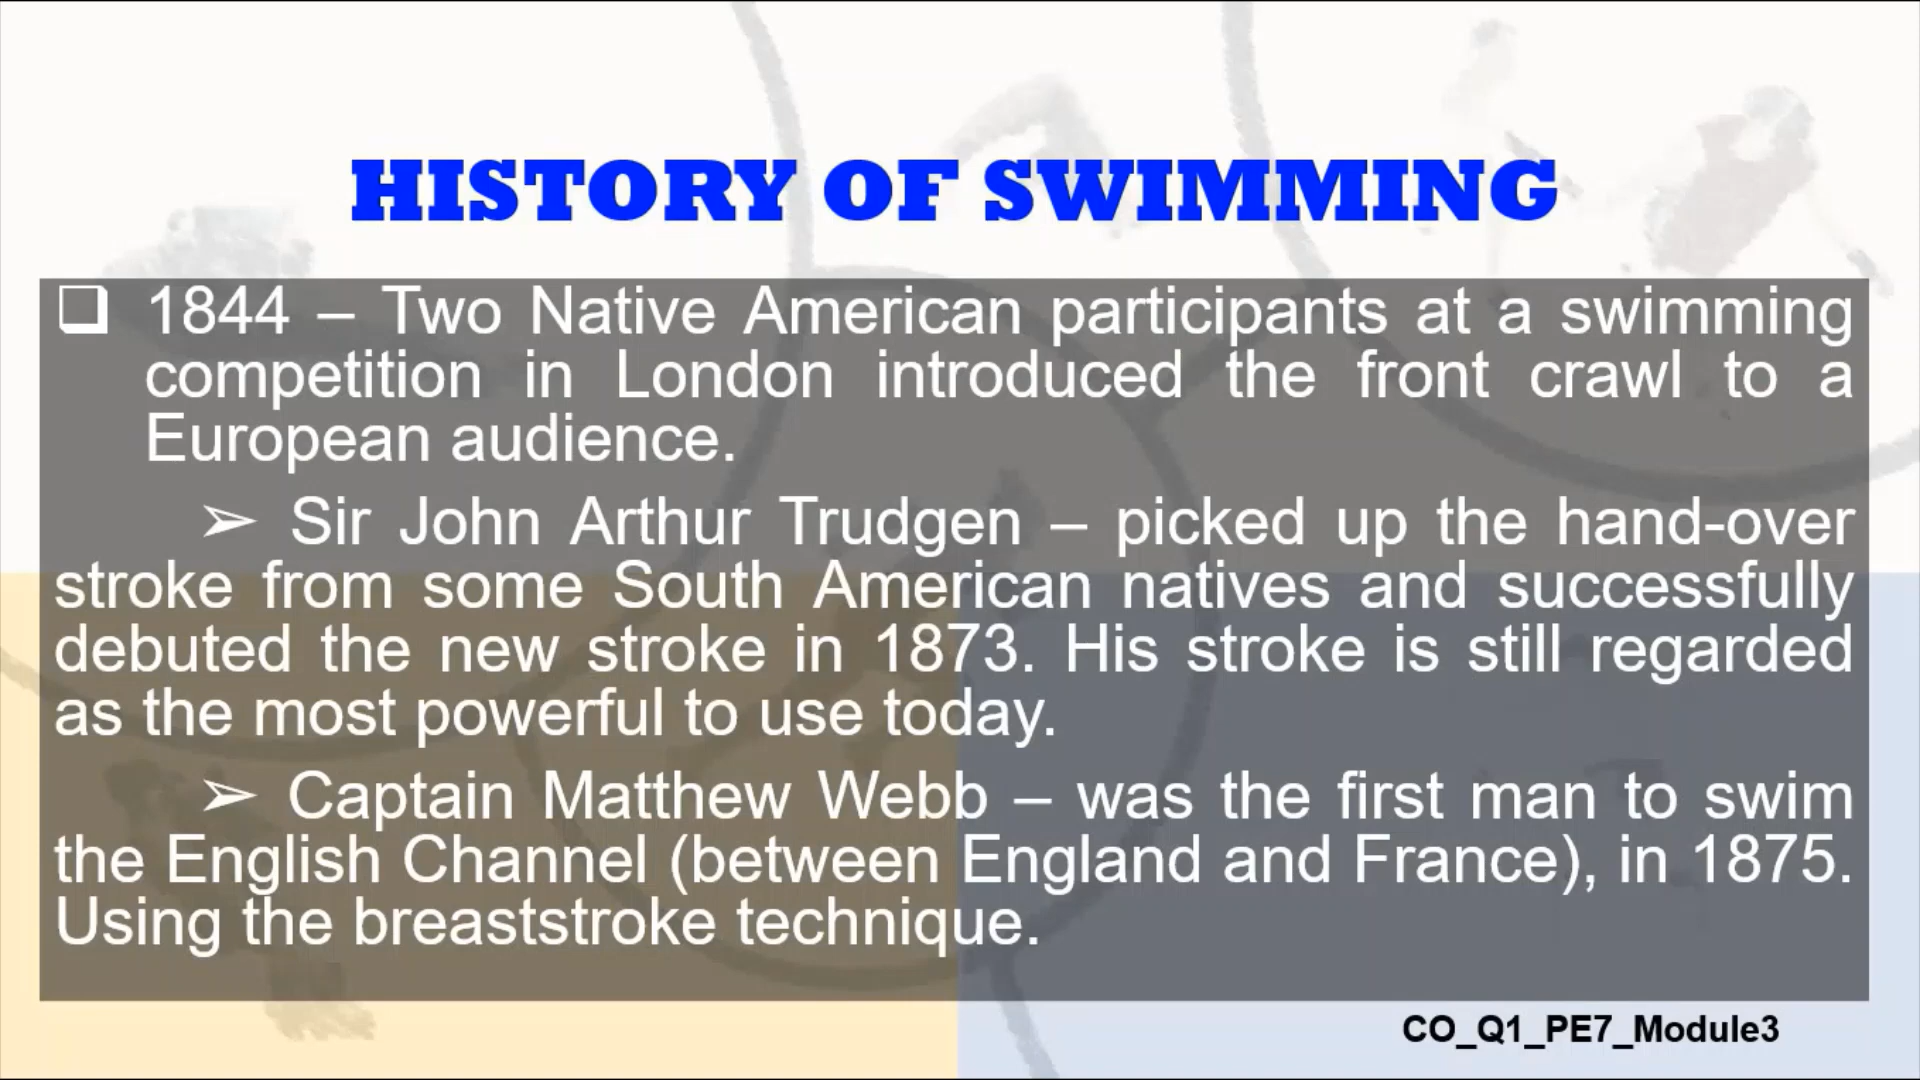 HISTORY OF SWIMMING
❑ 1844 – Two Native American participants at a swimming
competition in London introduced the front crawl to a
European audience.
➢ Sir John Arthur Trudgen – picked up the hand-over
stroke from some South American natives and successfully
debuted the new stroke in 1873. His stroke is still regarded
as the most powerful to use today.
➢ Captain Matthew Webb – was the first man to swim
the English Channel (between England and France), in 1875.
Using the breaststroke technique.
CO_Q1_PE7_Module3